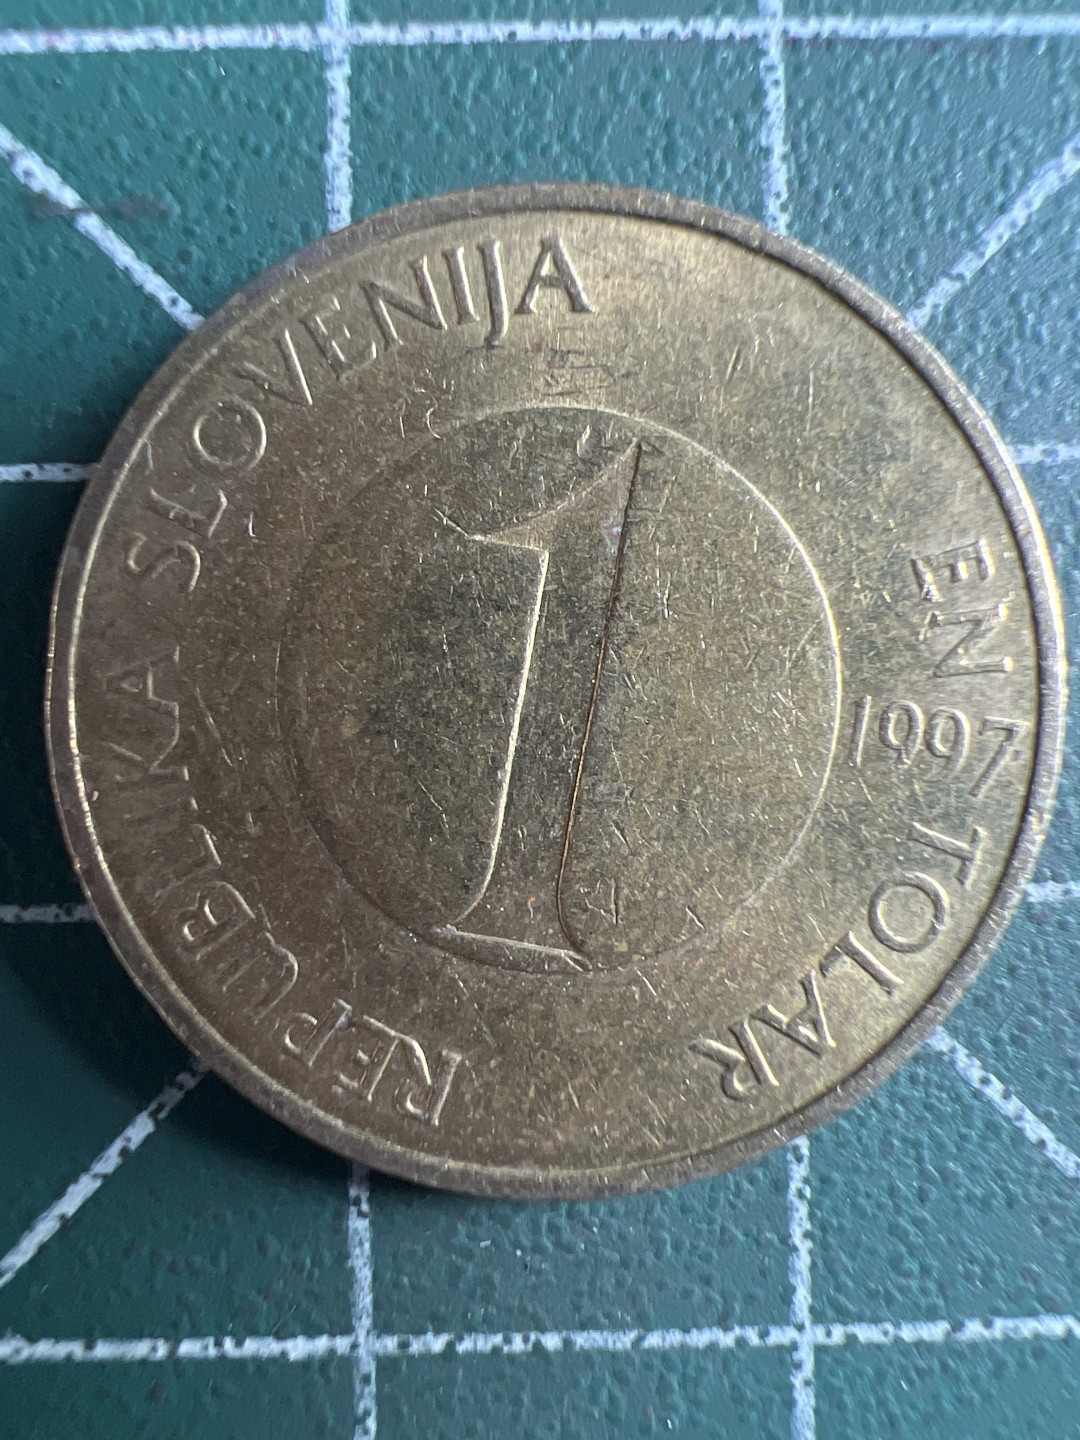 REPUBLIKA SLOVENIJA
1
EN TOLAR
1997